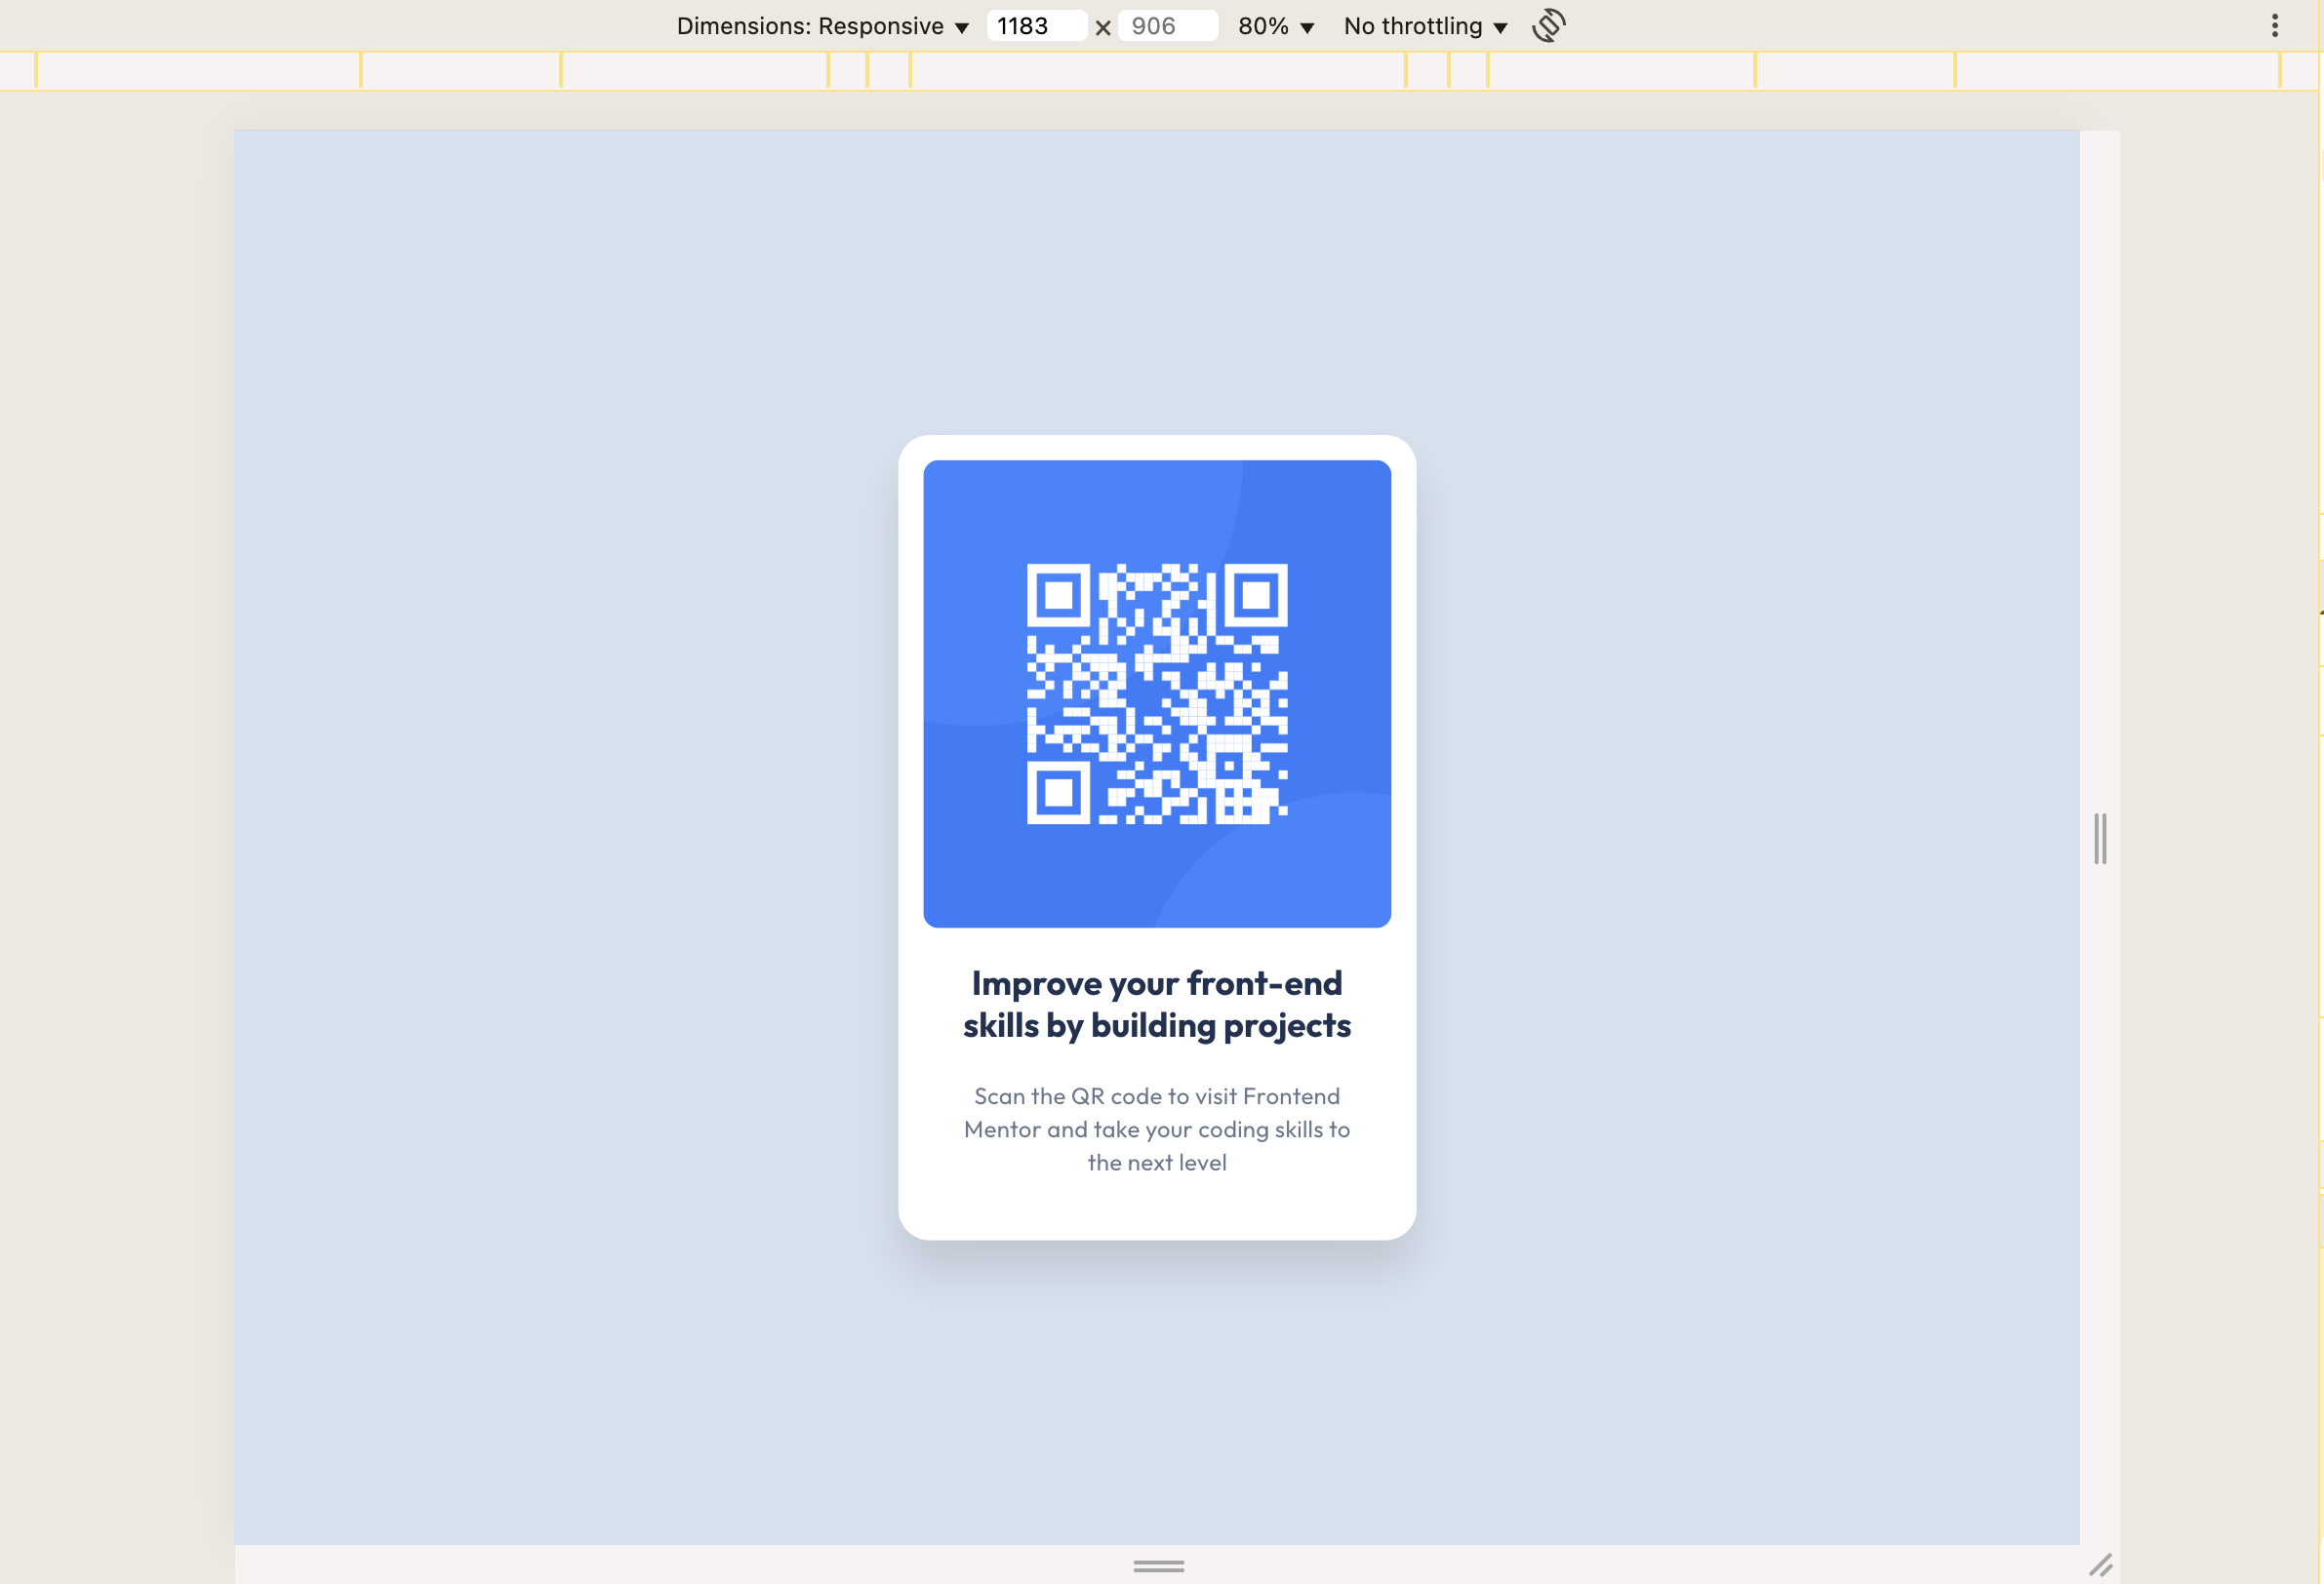 Dimensions: Responsive ▼ 1183 × 906 80% ▼ No throttling ▼
Improve your front-end
skills by building projects
Scan the QR code to visit Frontend
Mentor and take your coding skills to
the next level